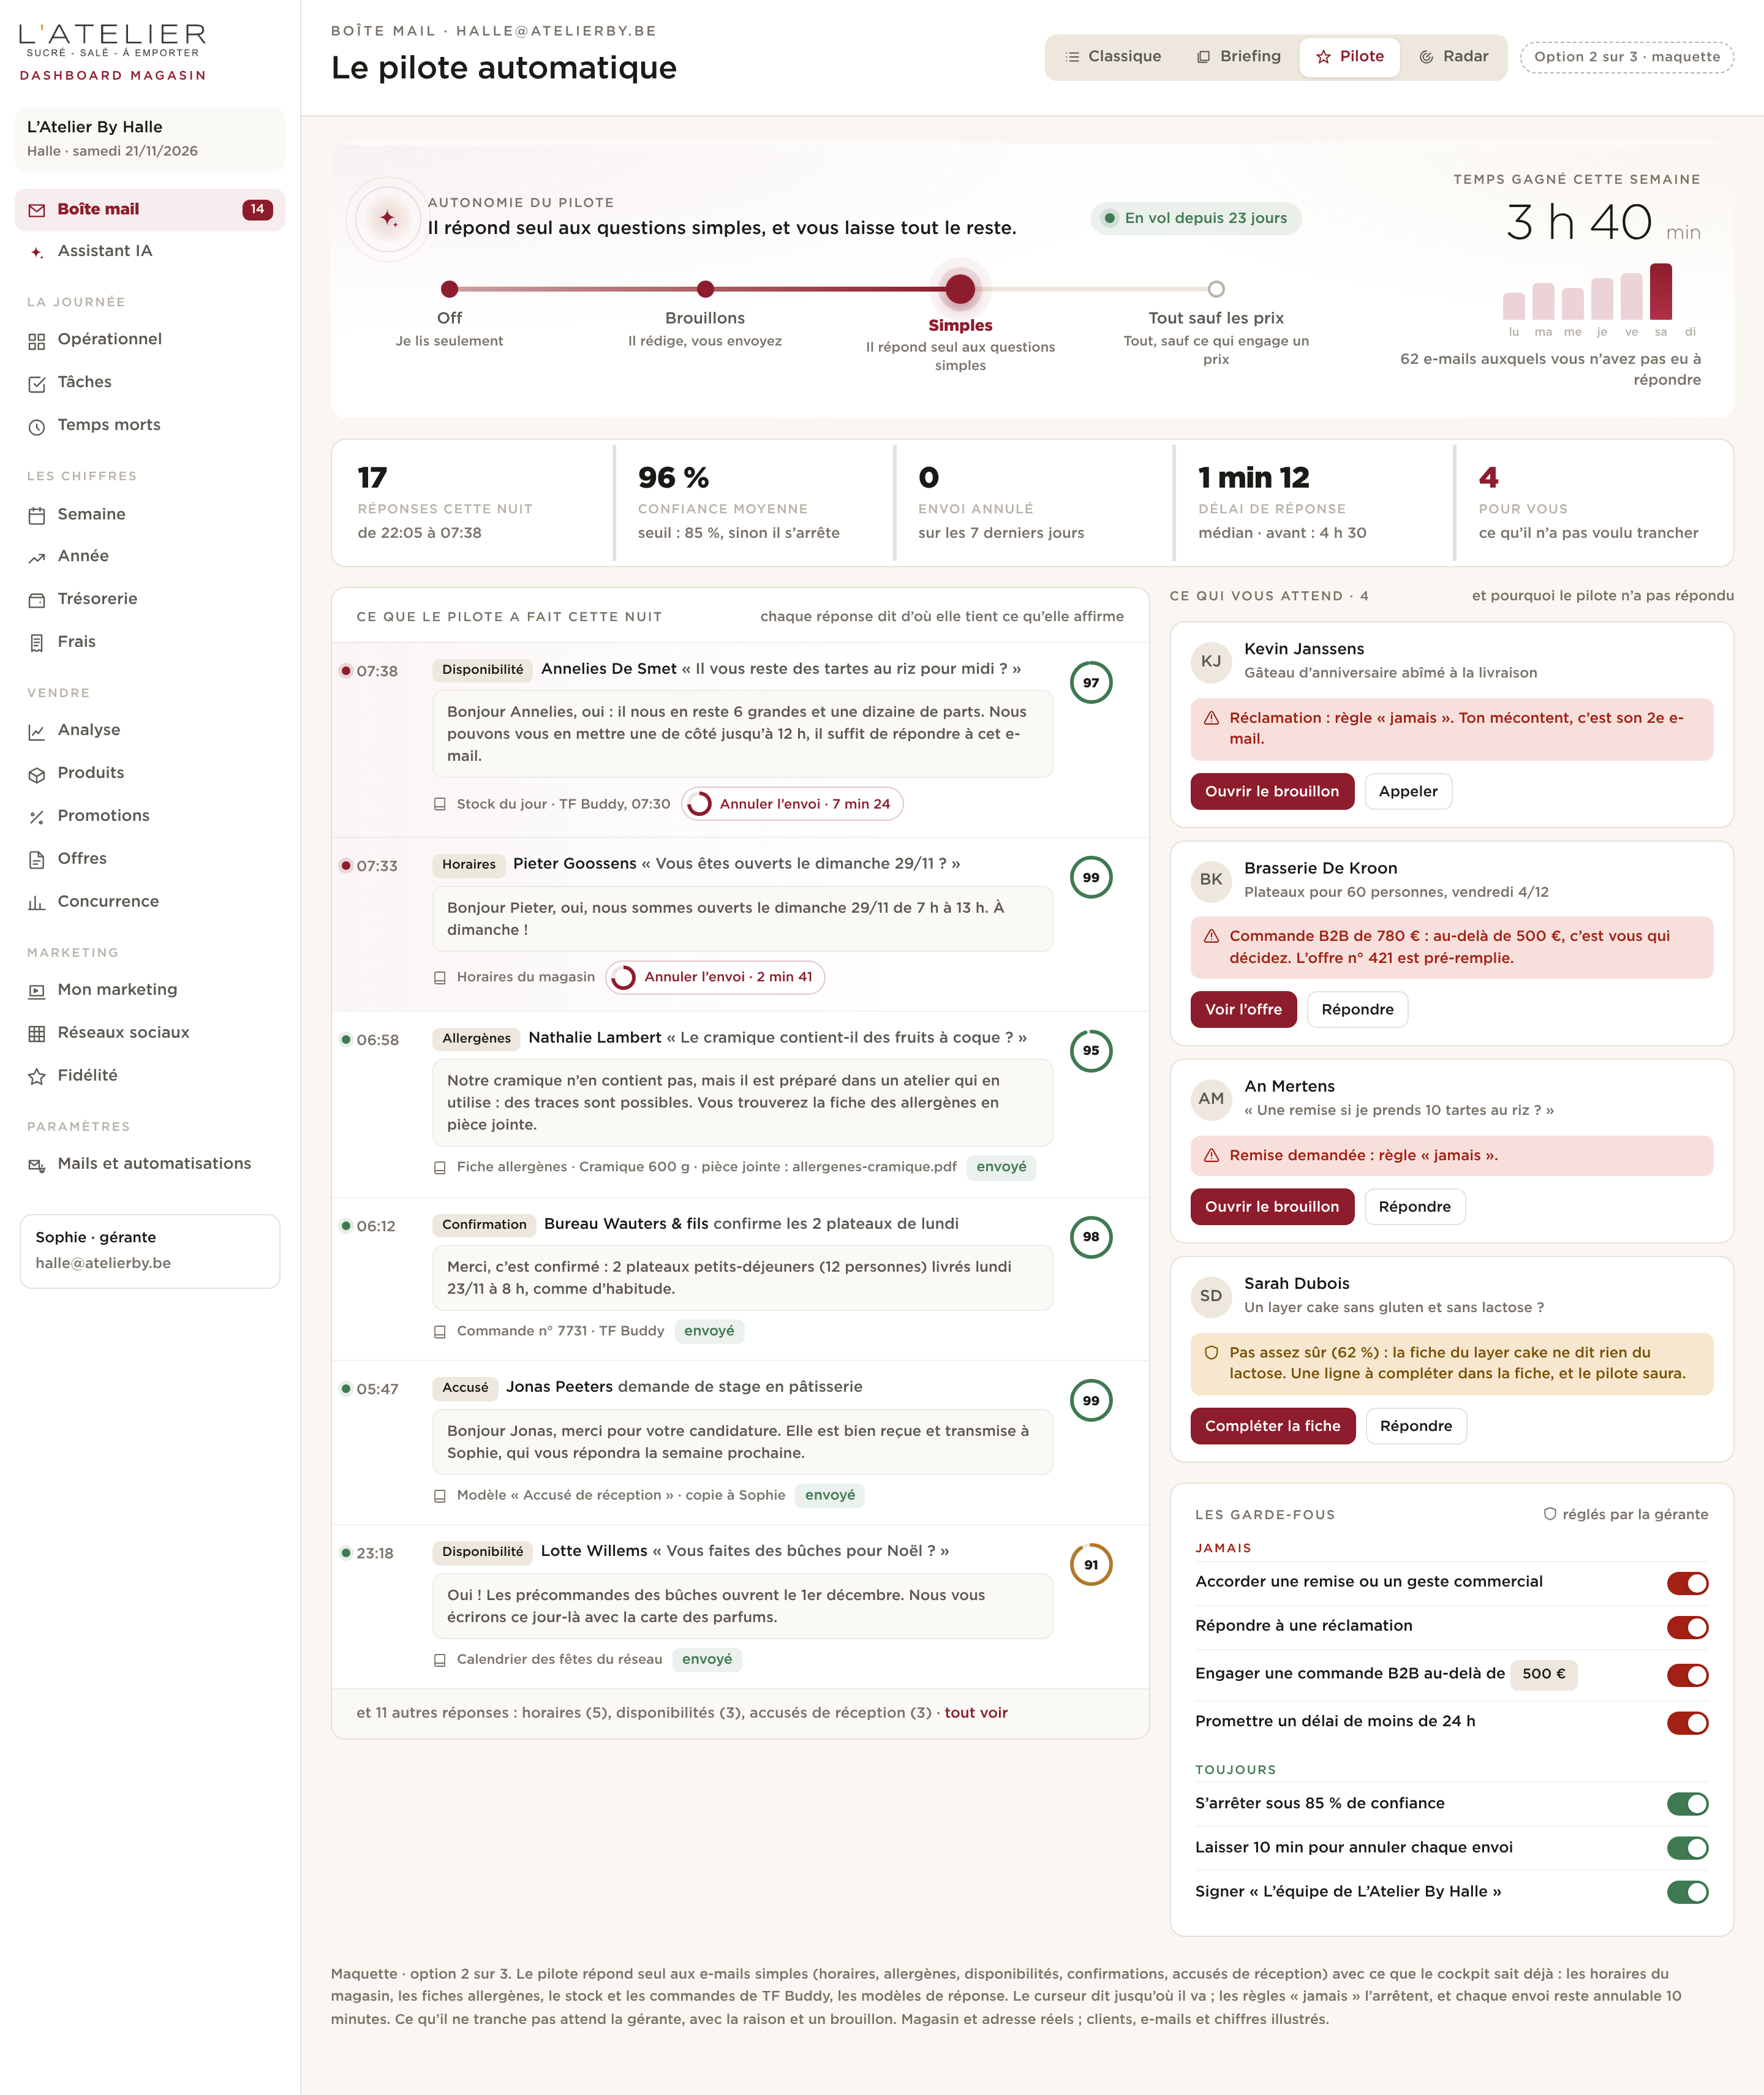 L'ATELIER
SUCRÉ - SALÉ - À EMPORTER
DASHBOARD MAGASIN
L’Atelier By Halle
Halle · samedi 21/11/2026
Boîte mail
14
Assistant IA
LA JOURNÉE
Opérationnel
Tâches
Temps morts
LES CHIFFRES
Semaine
Année
Trésorerie
Frais
VENDRE
Analyse
Produits
Promotions
Offres
Concurrence
MARKETING
Mon marketing
Réseaux sociaux
Fidélité
PARAMÈTRES
Mails et automatisations
Sophie · gérante
halle@atelierby.be
BOÎTE MAIL · HALLE@ATELIERBY.BE
Le pilote automatique
Classique
Briefing
Pilote
Radar
Option 2 sur 3 · maquette
AUTONOMIE DU PILOTE
Il répond seul aux questions simples, et vous laisse tout le reste.
En vol depuis 23 jours
Off
Je lis seulement
Brouillons
Il rédige, vous envoyez
Simples
Il répond seul aux questions
simples
Tout sauf les prix
Tout, sauf ce qui engage un
prix
TEMPS GAGNÉ CETTE SEMAINE
3 h 40 min
lu ma me je ve sa di
62 e-mails auxquels vous n’avez pas eu à
répondre
17
RÉPONSES CETTE NUIT
de 22:05 à 07:38
96 %
CONFIANCE MOYENNE
seuil : 85 %, sinon il s’arrête
0
ENVOI ANNULÉ
sur les 7 derniers jours
1 min 12
DÉLAI DE RÉPONSE
médian · avant : 4 h 30
4
POUR VOUS
ce qu’il n’a pas voulu trancher
CE QUE LE PILOTE A FAIT CETTE NUIT
chaque réponse dit d’où elle tient ce qu’elle affirme
07:38
Disponibilité Annelies De Smet « Il vous reste des tartes au riz pour midi ? »
97
Bonjour Annelies, oui : il nous en reste 6 grandes et une dizaine de parts. Nous
pouvons vous en mettre une de côté jusqu’à 12 h, il suffit de répondre à cet e-
mail.
Stock du jour · TF Buddy, 07:30
Annuler l’envoi · 7 min 24
07:33
Horaires Pieter Goossens « Vous êtes ouverts le dimanche 29/11 ? »
99
Bonjour Pieter, oui, nous sommes ouverts le dimanche 29/11 de 7 h à 13 h. À
dimanche !
Horaires du magasin
Annuler l’envoi · 2 min 41
06:58
Allergènes Nathalie Lambert « Le cramique contient-il des fruits à coque ? »
95
Notre cramique n’en contient pas, mais il est préparé dans un atelier qui en
utilise : des traces sont possibles. Vous trouverez la fiche des allergènes en
pièce jointe.
Fiche allergènes · Cramique 600 g · pièce jointe : allergenes-cramique.pdf
envoyé
06:12
Confirmation Bureau Wauters & fils confirme les 2 plateaux de lundi
98
Merci, c’est confirmé : 2 plateaux petits-déjeuners (12 personnes) livrés lundi
23/11 à 8 h, comme d’habitude.
Commande n° 7731 · TF Buddy
envoyé
05:47
Accusé Jonas Peeters demande de stage en pâtisserie
99
Bonjour Jonas, merci pour votre candidature. Elle est bien reçue et transmise à
Sophie, qui vous répondra la semaine prochaine.
Modèle « Accusé de réception » · copie à Sophie
envoyé
23:18
Disponibilité Lotte Willems « Vous faites des bûches pour Noël ? »
91
Oui ! Les précommandes des bûches ouvrent le 1er décembre. Nous vous
écrirons ce jour-là avec la carte des parfums.
Calendrier des fêtes du réseau
envoyé
et 11 autres réponses : horaires (5), disponibilités (3), accusés de réception (3) · tout voir
CE QUI VOUS ATTEND · 4
et pourquoi le pilote n’a pas répondu
KJ
Kevin Janssens
Gâteau d’anniversaire abîmé à la livraison
Réclamation : règle « jamais ». Ton mécontent, c’est son 2e e-
mail.
Ouvrir le brouillon
Appeler
BK
Brasserie De Kroon
Plateaux pour 60 personnes, vendredi 4/12
Commande B2B de 780 € : au-delà de 500 €, c’est vous qui
décidez. L’offre n° 421 est pré-remplie.
Voir l’offre
Répondre
AM
An Mertens
« Une remise si je prends 10 tartes au riz ? »
Remise demandée : règle « jamais ».
Ouvrir le brouillon
Répondre
SD
Sarah Dubois
Un layer cake sans gluten et sans lactose ?
Pas assez sûr (62 %) : la fiche du layer cake ne dit rien du
lactose. Une ligne à compléter dans la fiche, et le pilote saura.
Compléter la fiche
Répondre
LES GARDE-FOUS
réglés par la gérante
JAMAIS
Accorder une remise ou un geste commercial
Répondre à une réclamation
Engager une commande B2B au-delà de 500 €
Promettre un délai de moins de 24 h
TOUJOURS
S’arrêter sous 85 % de confiance
Laisser 10 min pour annuler chaque envoi
Signer « L’équipe de L’Atelier By Halle »
Maquette · option 2 sur 3. Le pilote répond seul aux e-mails simples (horaires, allergènes, disponibilités, confirmations, accusés de réception) avec ce que le cockpit sait déjà : les horaires du
magasin, les fiches allergènes, le stock et les commandes de TF Buddy, les modèles de réponse. Le curseur dit jusqu’où il va ; les règles « jamais » l’arrêtent, et chaque envoi reste annulable 10
minutes. Ce qu’il ne tranche pas attend la gérante, avec la raison et un brouillon. Magasin et adresse réels ; clients, e-mails et chiffres illustrés.